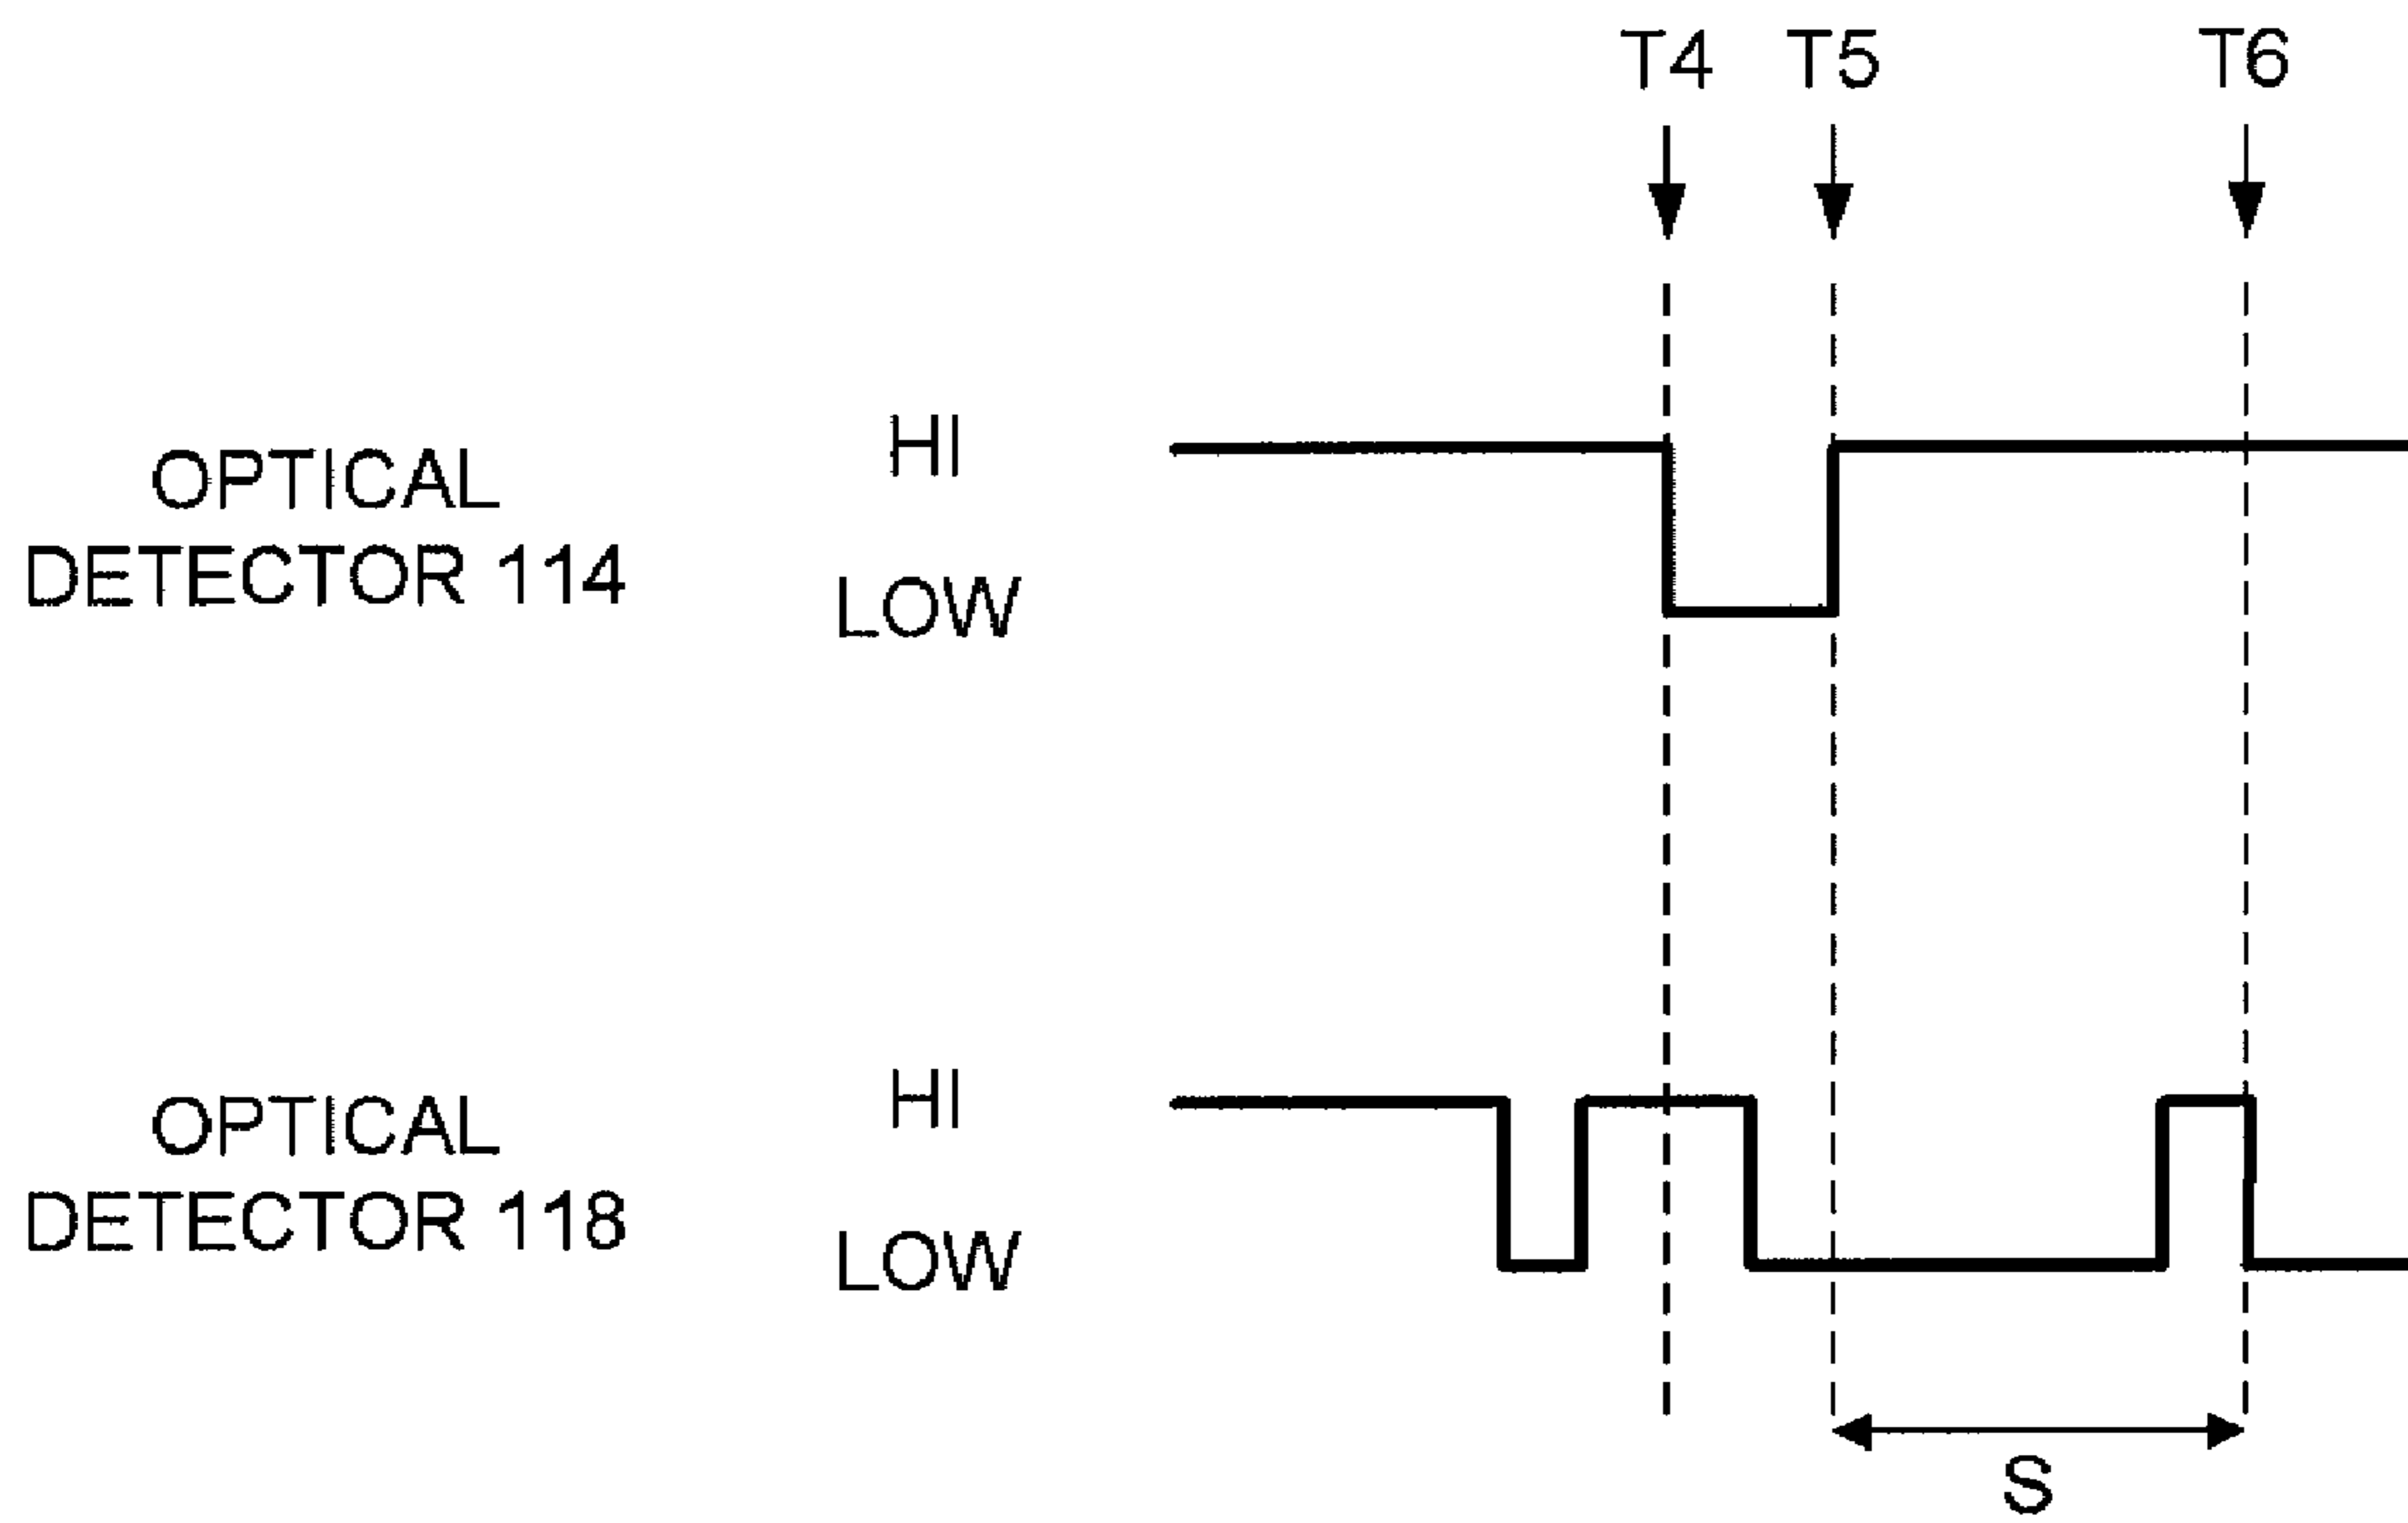 T4 T5 T6
HI
OPTICAL
DETECTOR 114
LOW
HI
OPTICAL
DETECTOR 118
LOW
S